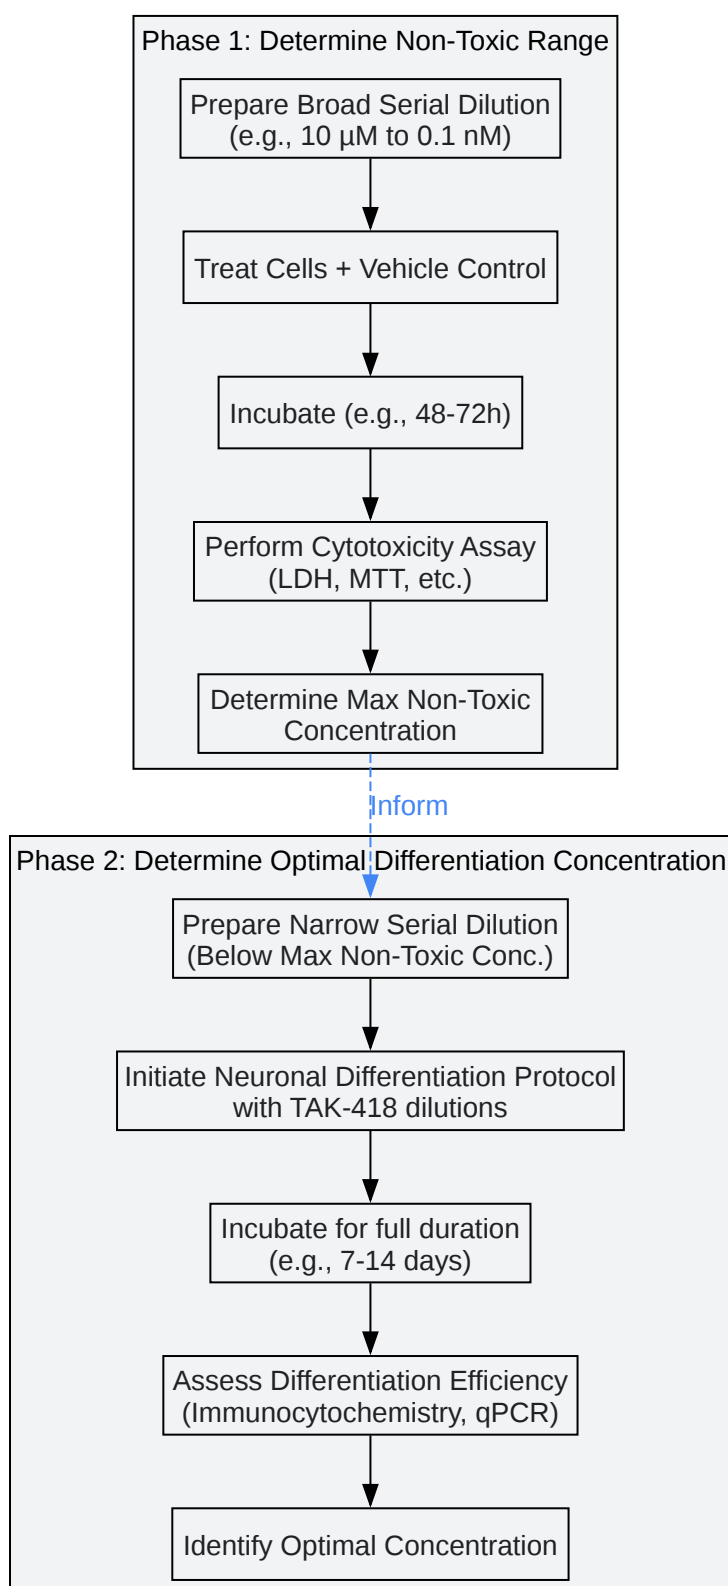 Phase 1: Determine Non-Toxic Range
Prepare Broad Serial Dilution
(e.g., 10 µM to 0.1 nM)
Treat Cells + Vehicle Control
Incubate (e.g., 48-72h)
Perform Cytotoxicity Assay
(LDH, MTT, etc.)
Determine Max Non-Toxic
Concentration
Inform
Phase 2: Determine Optimal Differentiation Concentration
Prepare Narrow Serial Dilution
(Below Max Non-Toxic Conc.)
Initiate Neuronal Differentiation Protocol
with TAK-418 dilutions
Incubate for full duration
(e.g., 7-14 days)
Assess Differentiation Efficiency
(Immunocytochemistry, qPCR)
Identify Optimal Concentration